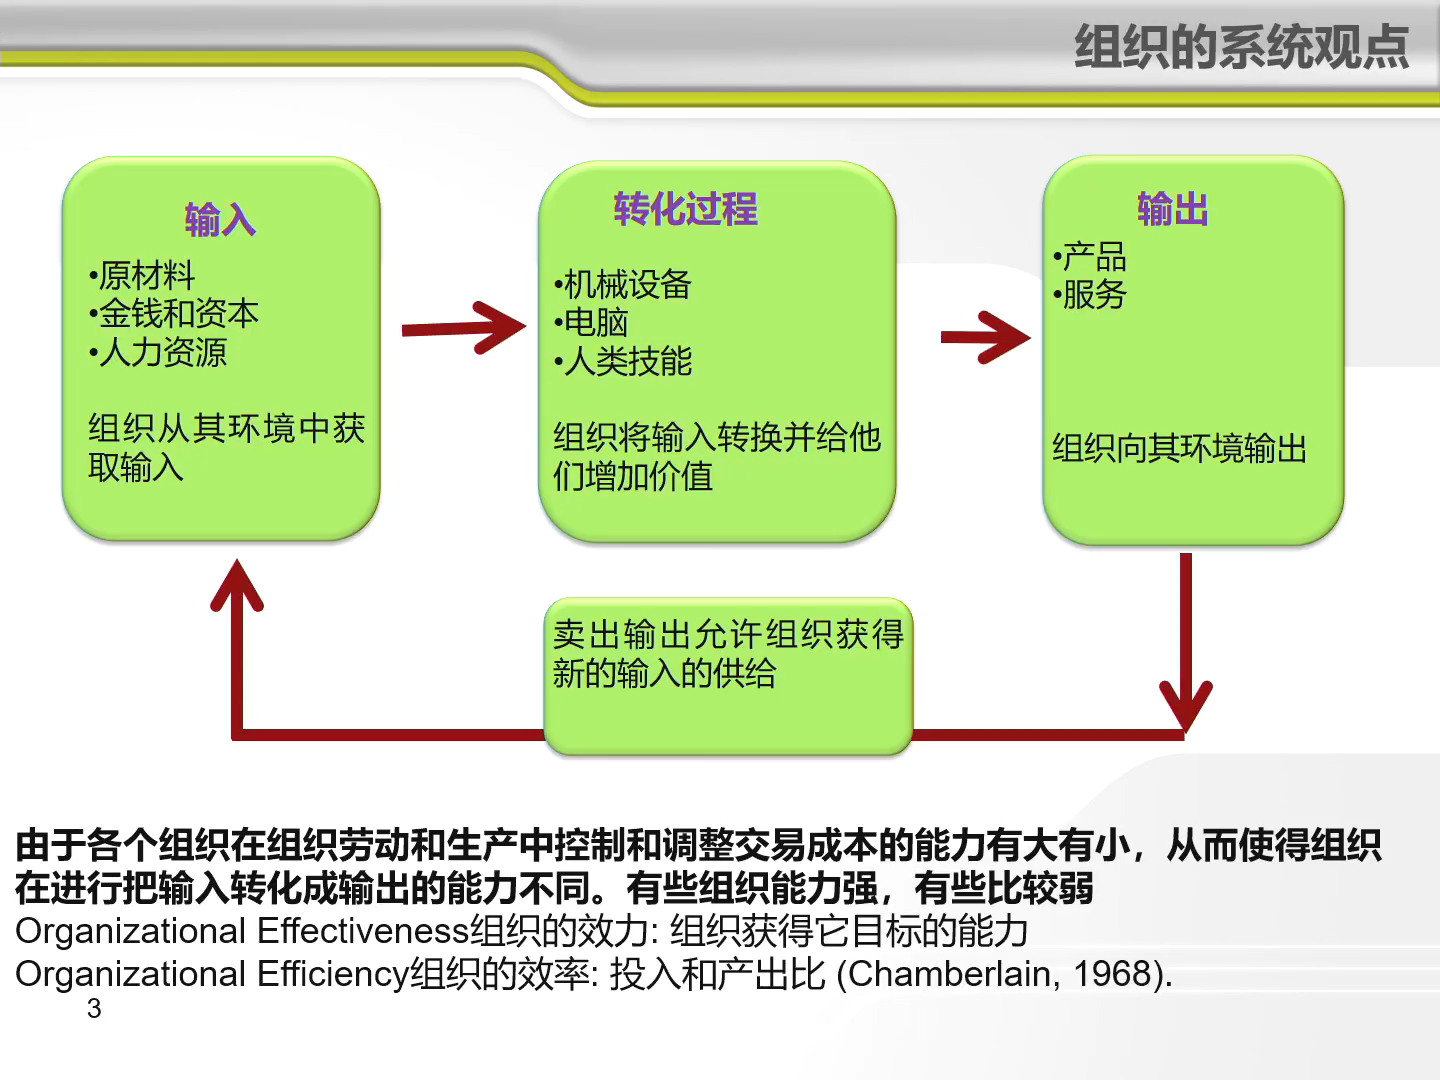 组织的系统观点
输入
•原材料
•金钱和资本
•人力资源
组织从其环境中获
取输入
转化过程
•机械设备
•电脑
•人类技能
组织将输入转换并给他
们增加价值
输出
•产品
•服务
组织向其环境输出
卖出输出允许组织获得
新的输入的供给
由于各个组织在组织劳动和生产中控制和调整交易成本的能力有大有小，从而使得组织
在进行把输入转化成输出的能力不同。有些组织能力强，有些比较弱
Organizational Effectiveness组织的效力: 组织获得它目标的能力
Organizational Efficiency组织的效率: 投入和产出比 (Chamberlain, 1968).
3